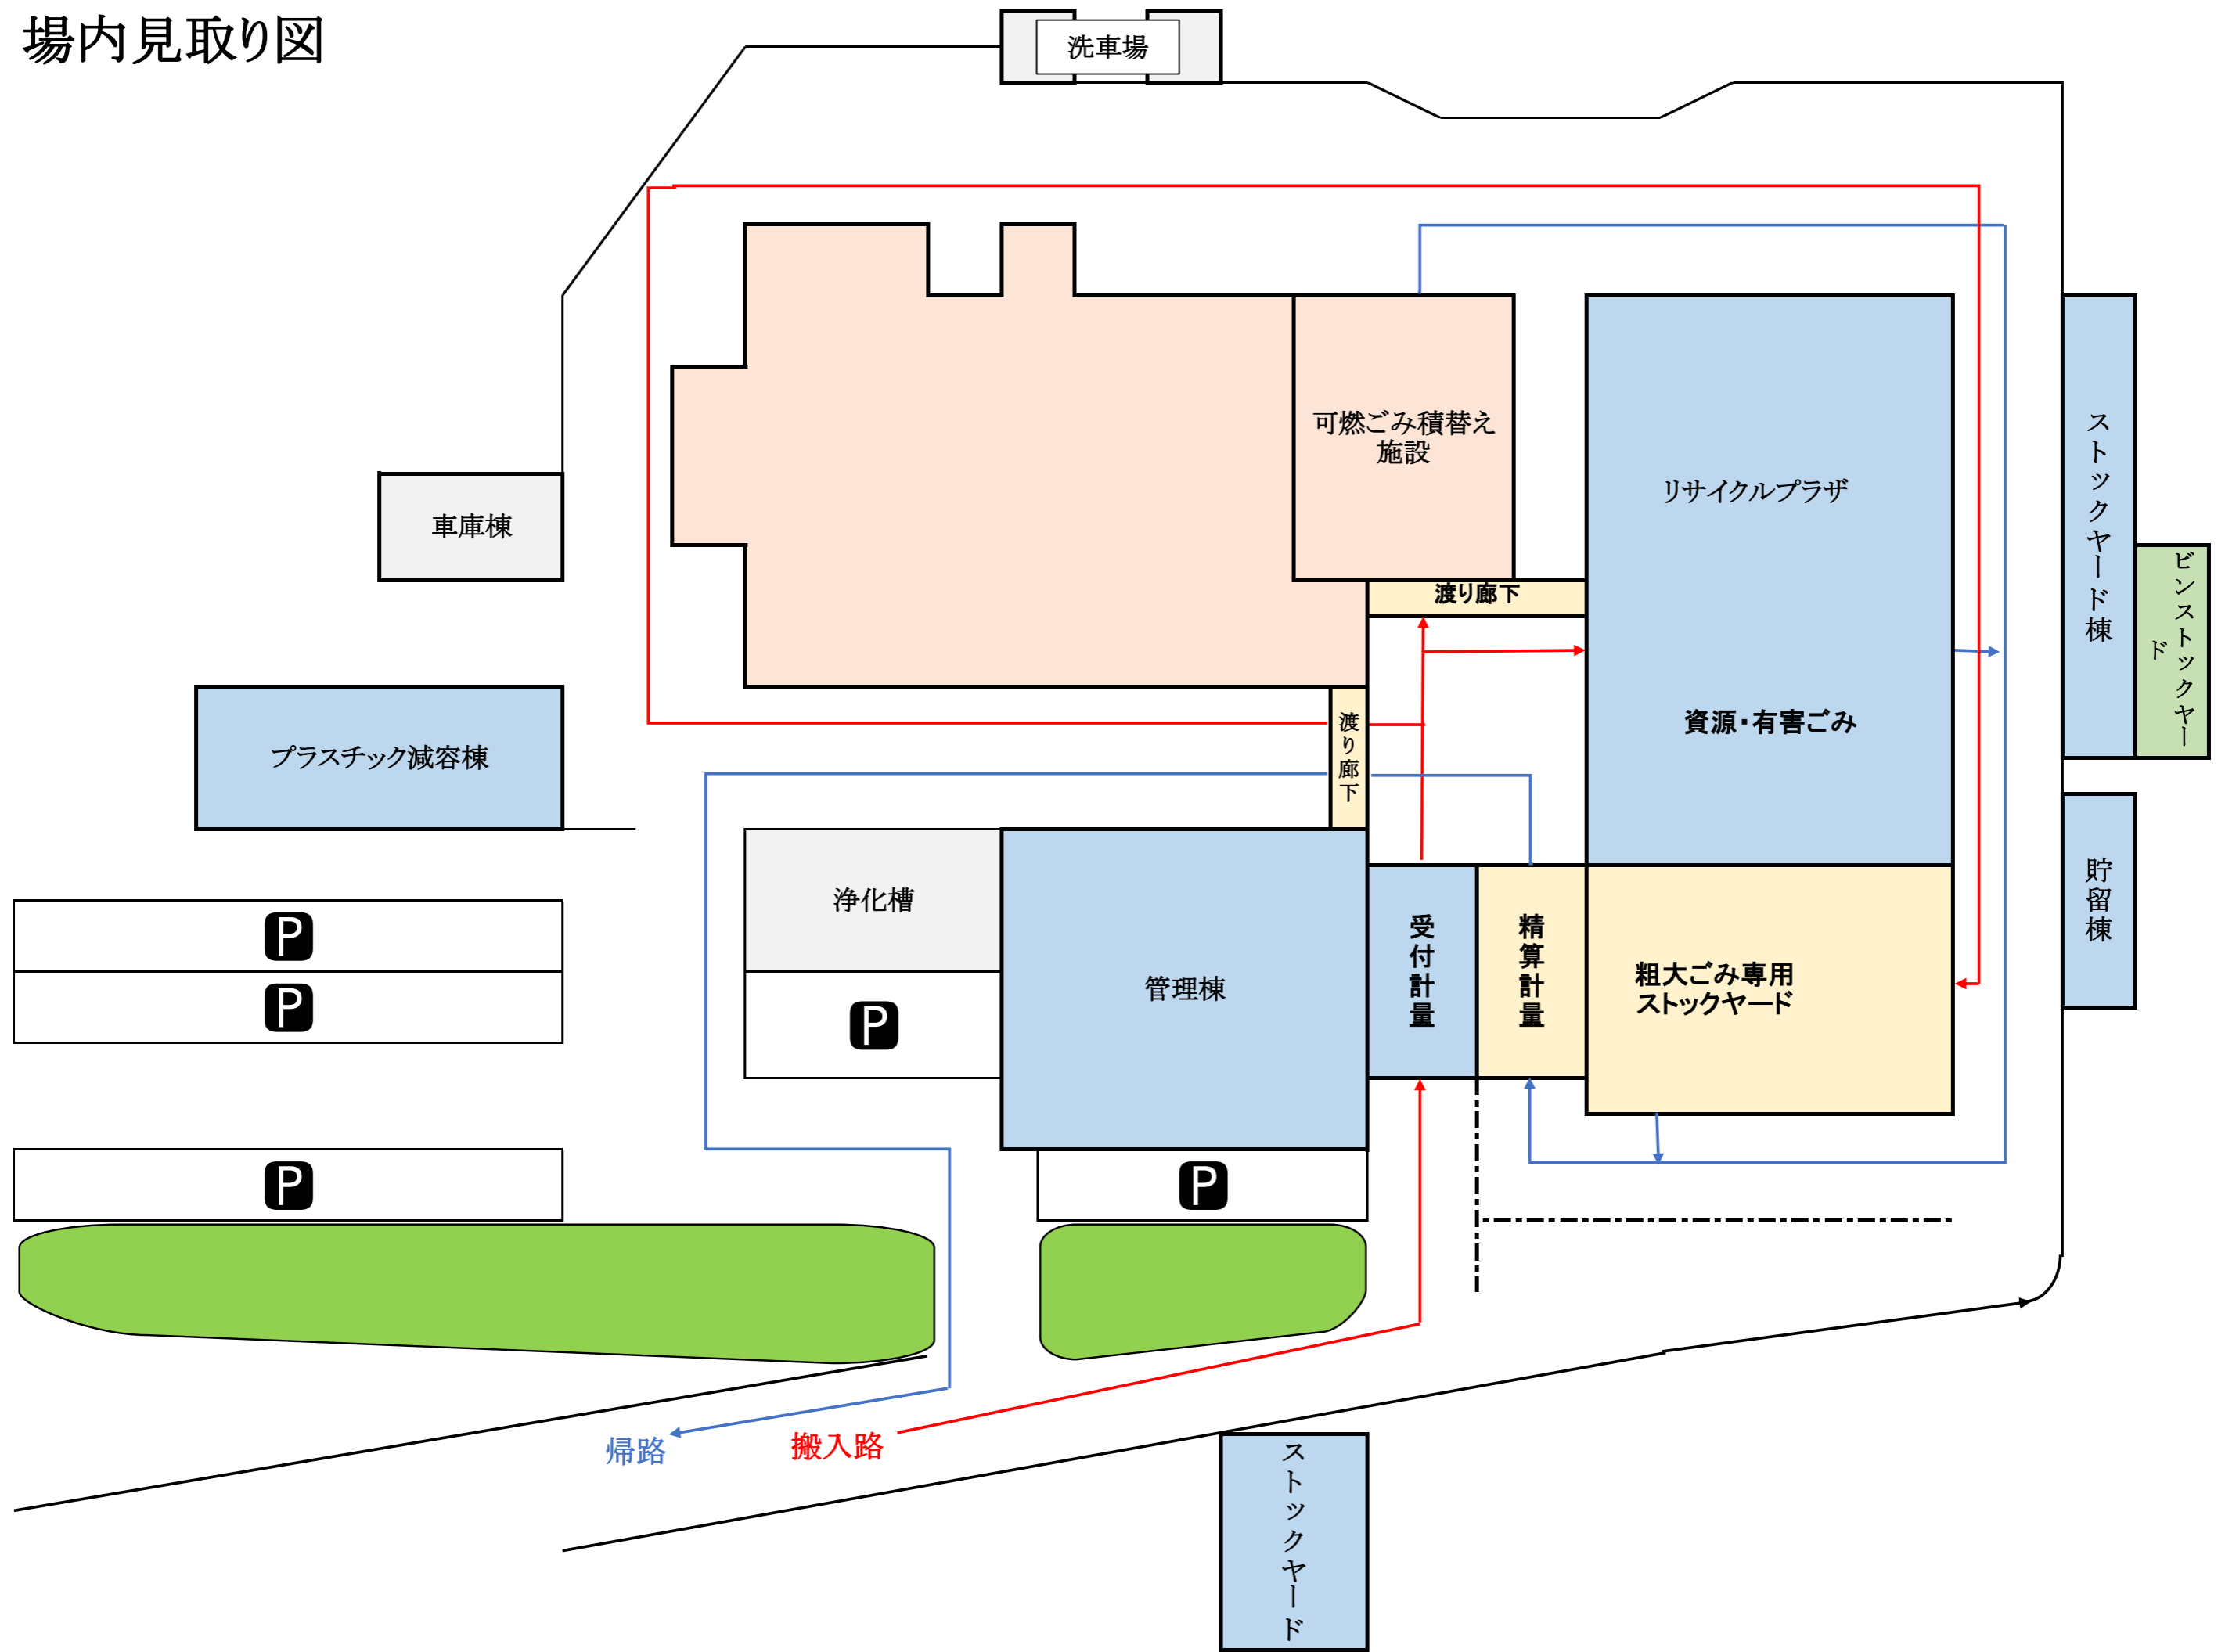 場内見取り図
洗車場
可燃ごみ積替え
施設
リサイクルプラザ
ストックヤード棟
ビンストックヤー
ド
車庫棟
渡り廊下
プラスチック減容棟
渡り廊下
資源・有害ごみ
貯留棟
浄化槽
管理棟
受付計量
精算計量
粗大ごみ専用
ストックヤード
P
P
P
P
P
帰路
搬入路
ストックヤード